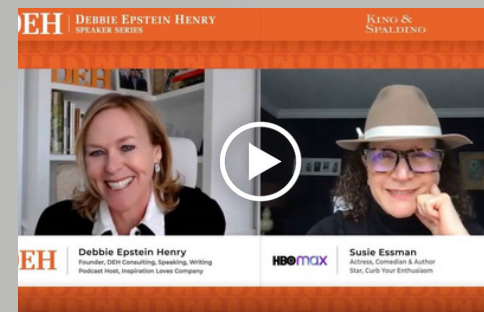 DEH DEBBIE EPSTEIN HENRY
SPEAKER SERIES
KING &
SPALDING
DEH
DEH Debbie Epstein Henry
Founder, DEH Consulting, Speaking, Writing
Podcast Host, Inspiration Loves Company
HBOmax Susie Essman
Actress, Comedian & Author
Star, Curb Your Enthusiasm